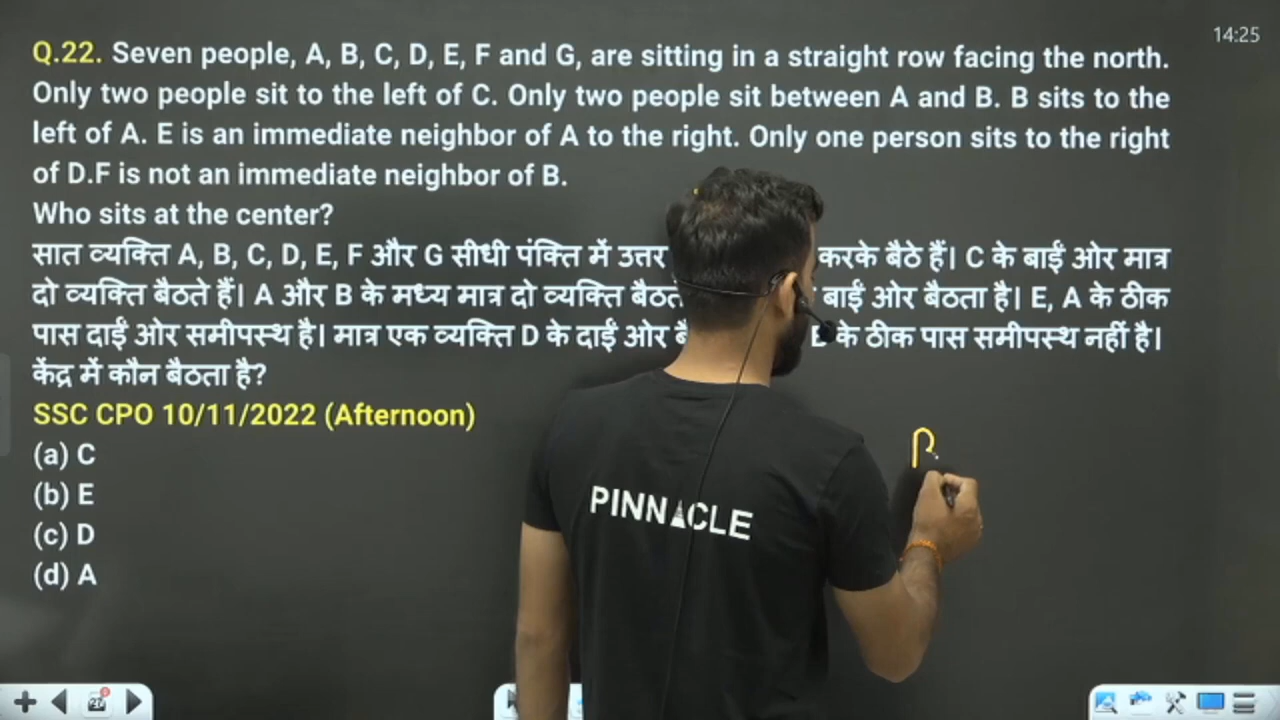 14:25
Q.22. Seven people, A, B, C, D, E, F and G, are sitting in a straight row facing the north.
Only two people sit to the left of C. Only two people sit between A and B. B sits to the
left of A. E is an immediate neighbor of A to the right. Only one person sits to the right
of D.F is not an immediate neighbor of B.
Who sits at the center?
सात व्यक्ति A, B, C, D, E, F और G सीधी पंक्ति में उत्तर करके बैठे हैं। C के बाईं ओर मात्र
दो व्यक्ति बैठते हैं। A और B के मध्य मात्र दो व्यक्ति बाईं ओर बैठता है। E, A के ठीक
पास दाईं ओर समीपस्थ है। मात्र एक व्यक्ति D के दाईं ओर के ठीक पास समीपस्थ नहीं है।
केंद्र में कौन बैठता है?
SSC CPO 10/11/2022 (Afternoon)
(a) C
(b) E
(c) D
(d) A
PINNACLE